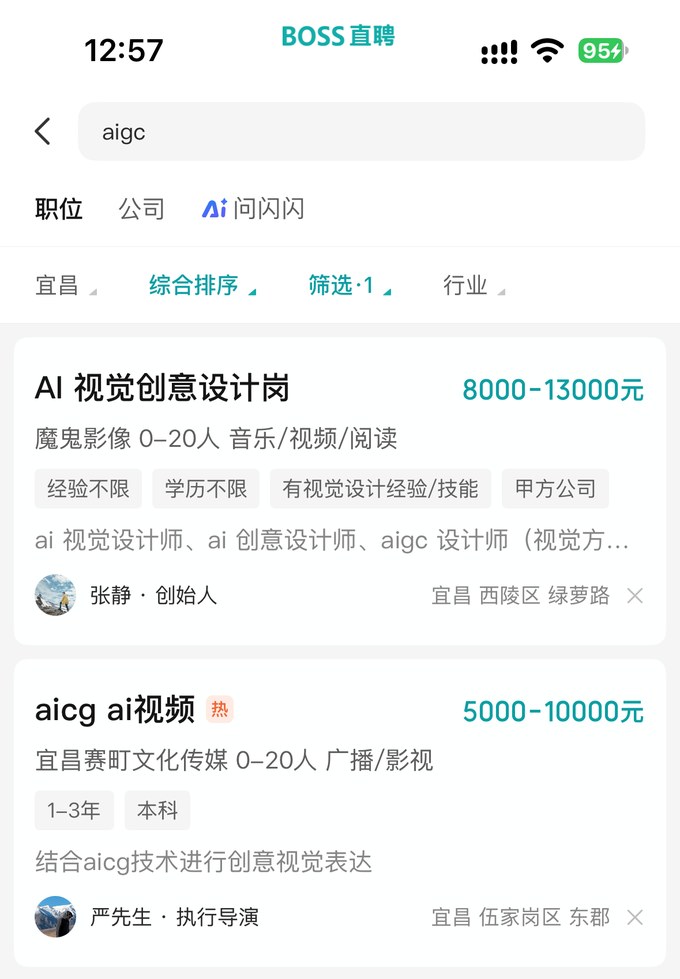 12:57
BOSS直聘
95
aigc
职位 公司 Ai 问闪闪
宜昌 综合排序 筛选·1 行业
AI 视觉创意设计岗 8000-13000元
魔鬼影像 0-20人 音乐/视频/阅读
经验不限 学历不限 有视觉设计经验/技能 甲方公司
ai 视觉设计师、ai 创意设计师、aigc 设计师（视觉方...
张静 · 创始人 宜昌 西陵区 绿萝路
aicg ai视频 热 5000-10000元
宜昌赛町文化传媒 0-20人 广播/影视
1-3年 本科
结合aicg技术进行创意视觉表达
严先生 · 执行导演 宜昌 伍家岗区 东郡